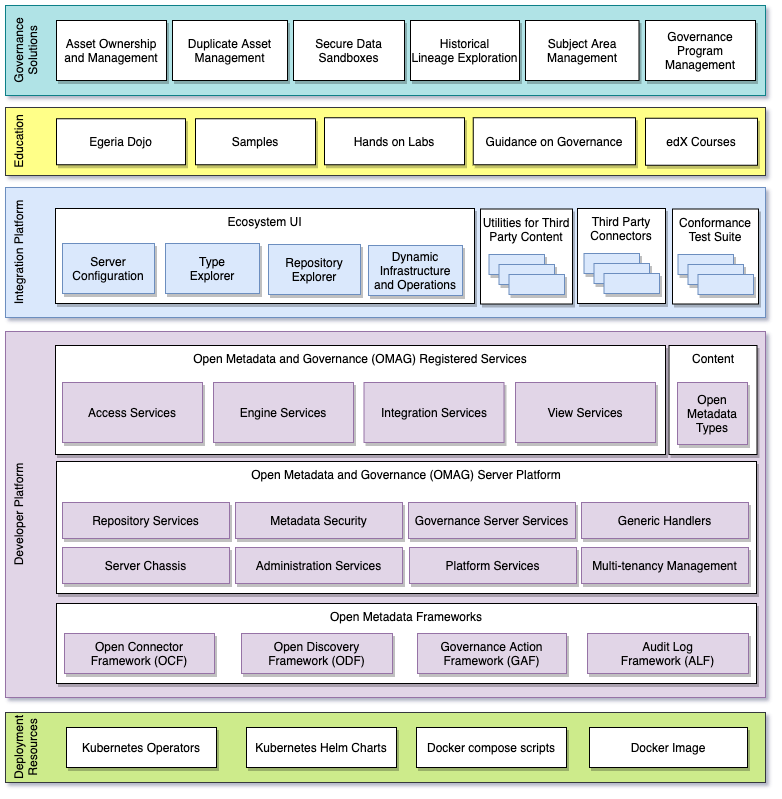 Governance
Solutions
Asset Ownership
and Management
Duplicate Asset
Management
Secure Data
Sandboxes
Historical
Lineage Exploration
Subject Area
Management
Governance
Program
Management
Education
Egeria Dojo
Samples
Hands on Labs
Guidance on Governance
edX Courses
Integration Platform
Ecosystem UI
Server
Configuration
Type
Explorer
Repository
Explorer
Dynamic
Infrastructure
and Operations
Utilities for Third
Party Content
Third Party
Connectors
Conformance
Test Suite
Developer Platform
Open Metadata and Governance (OMAG) Registered Services
Access Services
Engine Services
Integration Services
View Services
Content
Open
Metadata
Types
Open Metadata and Governance (OMAG) Server Platform
Repository Services
Metadata Security
Governance Server Services
Generic Handlers
Server Chassis
Administration Services
Platform Services
Multi-tenancy Management
Open Metadata Frameworks
Open Connector
Framework (OCF)
Open Discovery
Framework (ODF)
Governance Action
Framework (GAF)
Audit Log
Framework (ALF)
Deployment
Resources
Kubernetes Operators
Kubernetes Helm Charts
Docker compose scripts
Docker Image